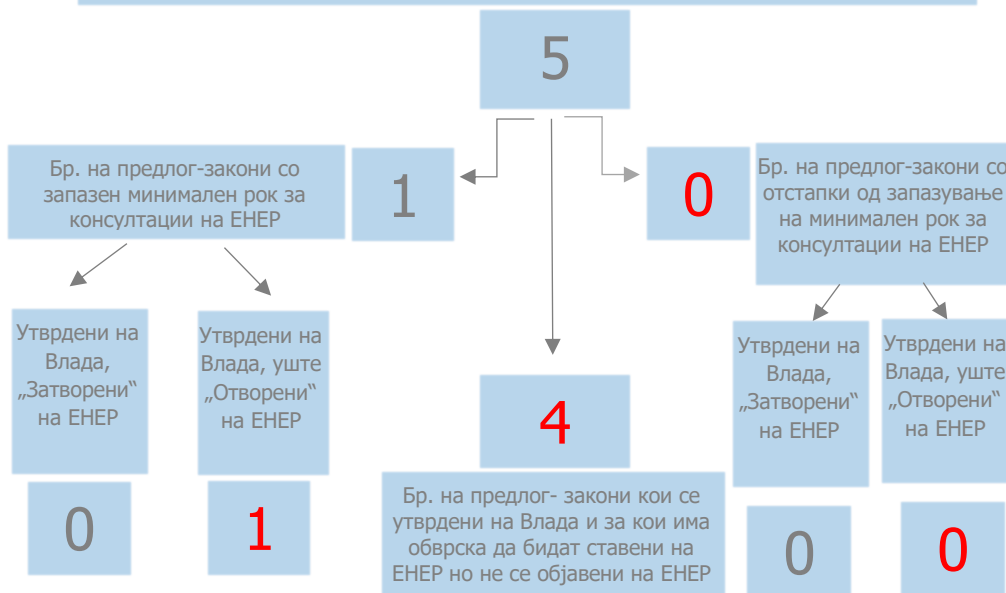 5
Бр. на предлог-закони со
запазен минимален рок за
консултации на ЕНЕР
1
0
Бр. на предлог-закони со
отстапки од запазување
на минимален рок за
консултации на ЕНЕР
Утврдени на
Влада,
„Затворени“
на ЕНЕР
Утврдени на
Влада, уште
„Отворени“
на ЕНЕР
0
1
4
Бр. на предлог- закони кои се
утврдени на Влада и за кои има
обврска да бидат ставени на
ЕНЕР но не се објавени на ЕНЕР
Утврдени на
Влада,
„Затворени“
на ЕНЕР
Утврдени на
Влада, уште
„Отворени“
на ЕНЕР
0
0